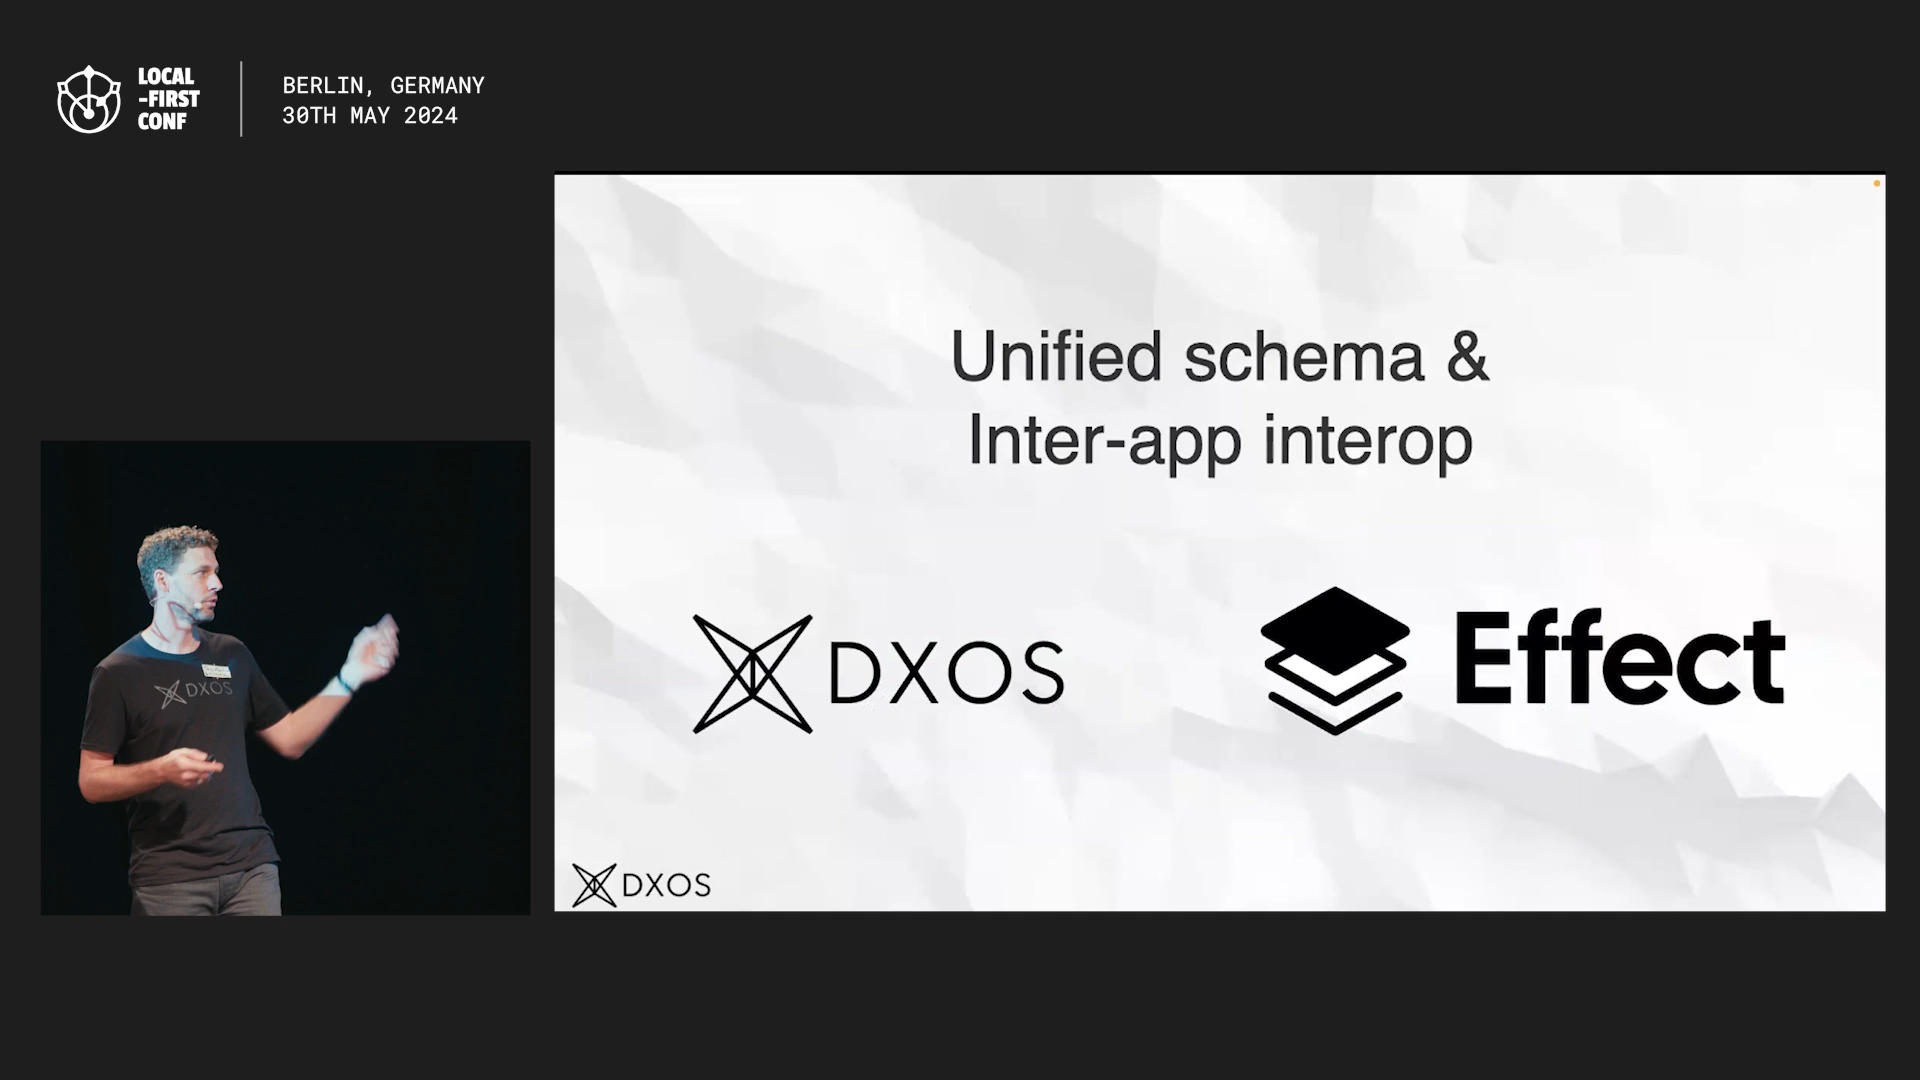 LOCAL
-FIRST
CONF
BERLIN, GERMANY
30TH MAY 2024
Unified schema &
Inter-app interop
DXOS
Effect
DXOS
DXOS